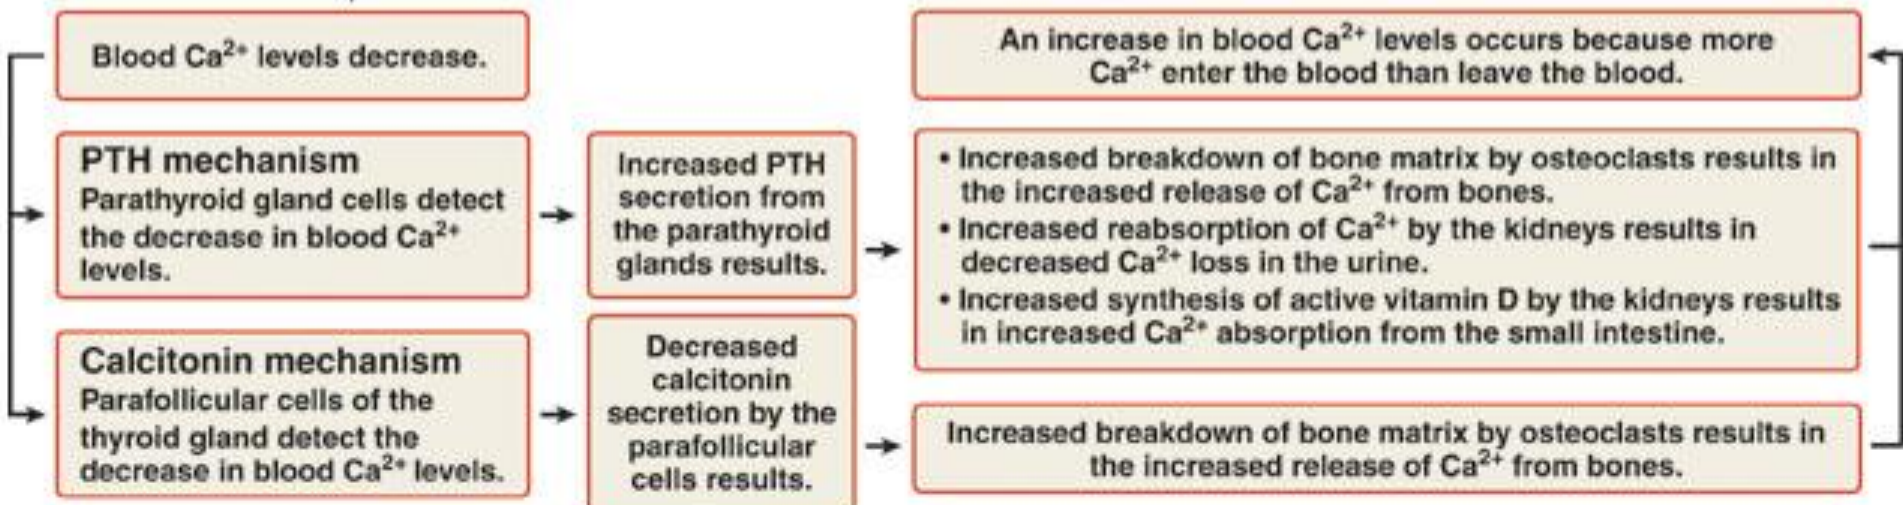 Blood Ca²⁺ levels decrease.
An increase in blood Ca²⁺ levels occurs because more
Ca²⁺ enter the blood than leave the blood.
PTH mechanism
Parathyroid gland cells detect
the decrease in blood Ca²⁺
levels.
Increased PTH
secretion from
the parathyroid
glands results.
• Increased breakdown of bone matrix by osteoclasts results in
the increased release of Ca²⁺ from bones.
• Increased reabsorption of Ca²⁺ by the kidneys results in
decreased Ca²⁺ loss in the urine.
• Increased synthesis of active vitamin D by the kidneys results
in increased Ca²⁺ absorption from the small intestine.
Calcitonin mechanism
Parafollicular cells of the
thyroid gland detect the
decrease in blood Ca²⁺ levels.
Decreased
calcitonin
secretion by the
parafollicular
cells results.
Increased breakdown of bone matrix by osteoclasts results in
the increased release of Ca²⁺ from bones.